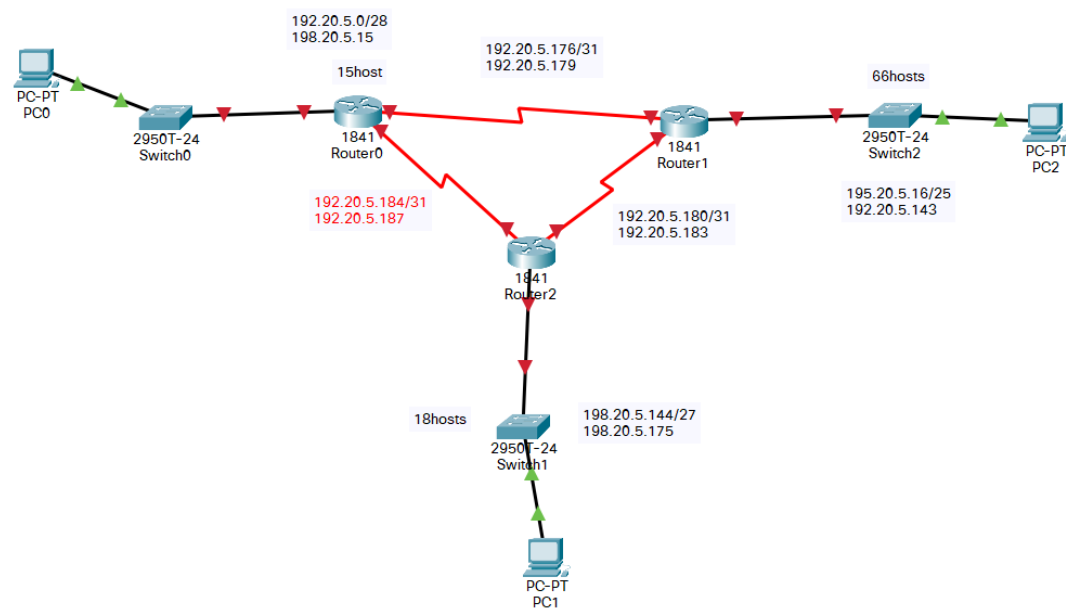 192.20.5.0/28
198.20.5.15
15host
192.20.5.176/31
192.20.5.179
66hosts
PC-PT
PC0
2950T-24
Switch0
1841
Router0
1841
Router1
2950T-24
Switch2
PC-PT
PC2
192.20.5.184/31
192.20.5.187
192.20.5.180/31
192.20.5.183
195.20.5.16/25
192.20.5.143
1841
Router2
18hosts
198.20.5.144/27
198.20.5.175
2950T-24
Switch1
PC-PT
PC1